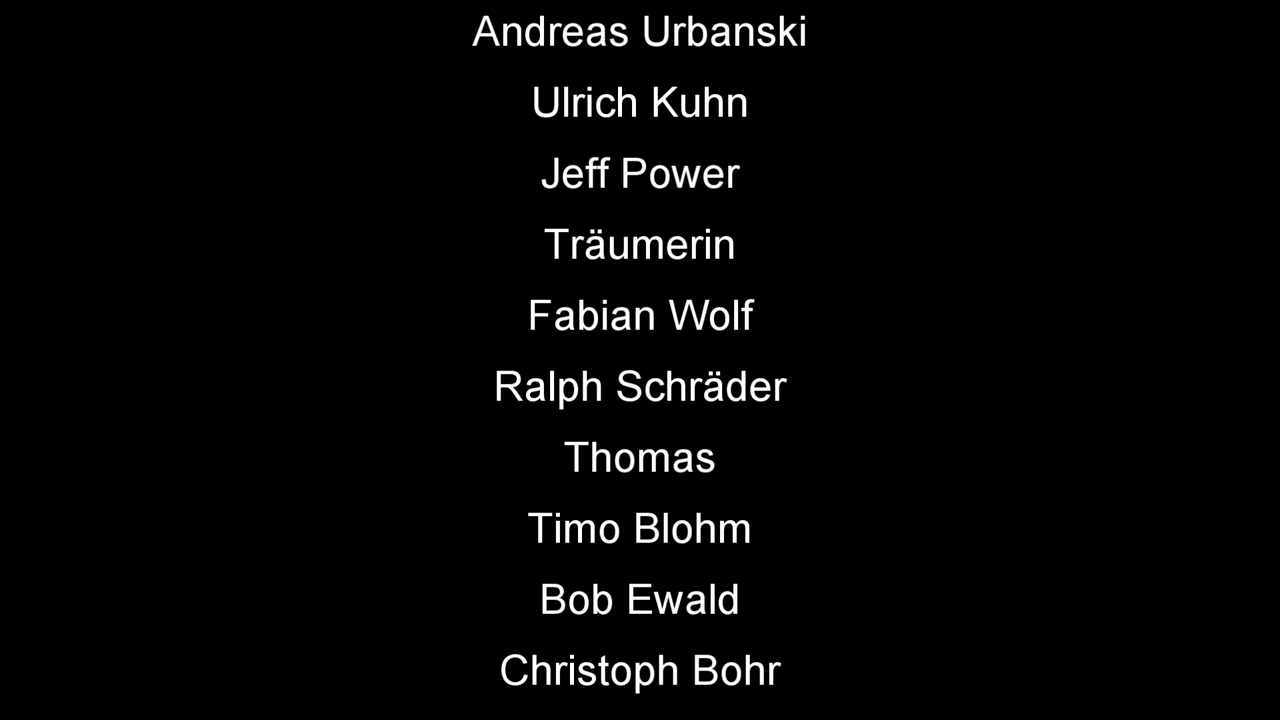 Andreas Urbanski
Ulrich Kuhn
Jeff Power
Träumerin
Fabian Wolf
Ralph Schräder
Thomas
Timo Blohm
Bob Ewald
Christoph Bohr